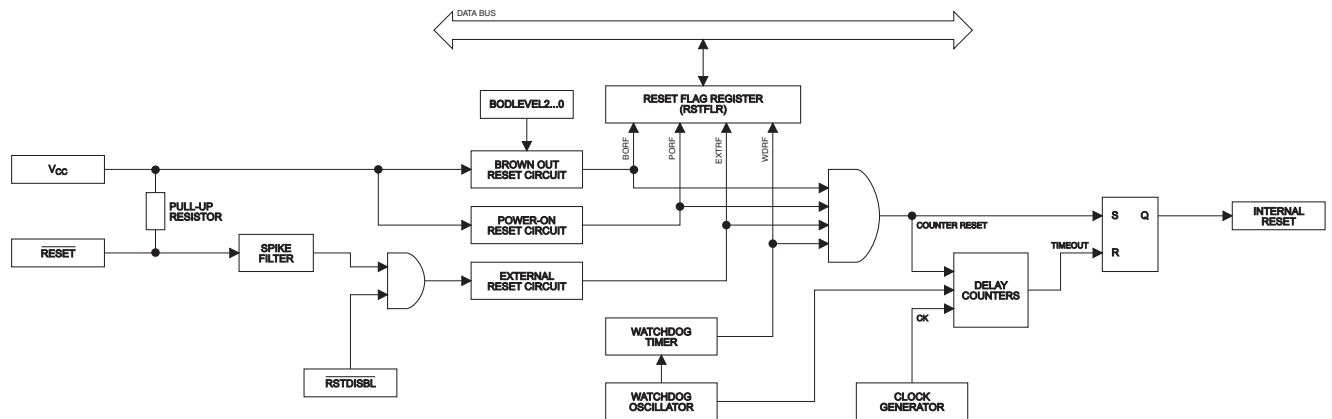 DATA BUS
RESET FLAG REGISTER
(RSTFLR)
BODLEVEL2...0
BORF
PORF
EXTRF
WDRF
VCC
BROWN OUT
RESET CIRCUIT
PULL-UP
RESISTOR
POWER-ON
RESET CIRCUIT
S
Q
INTERNAL
RESET
COUNTER RESET
RESET
SPIKE
FILTER
TIMEOUT
R
EXTERNAL
RESET CIRCUIT
DELAY
COUNTERS
CK
WATCHDOG
TIMER
RSTDISBL
WATCHDOG
OSCILLATOR
CLOCK
GENERATOR